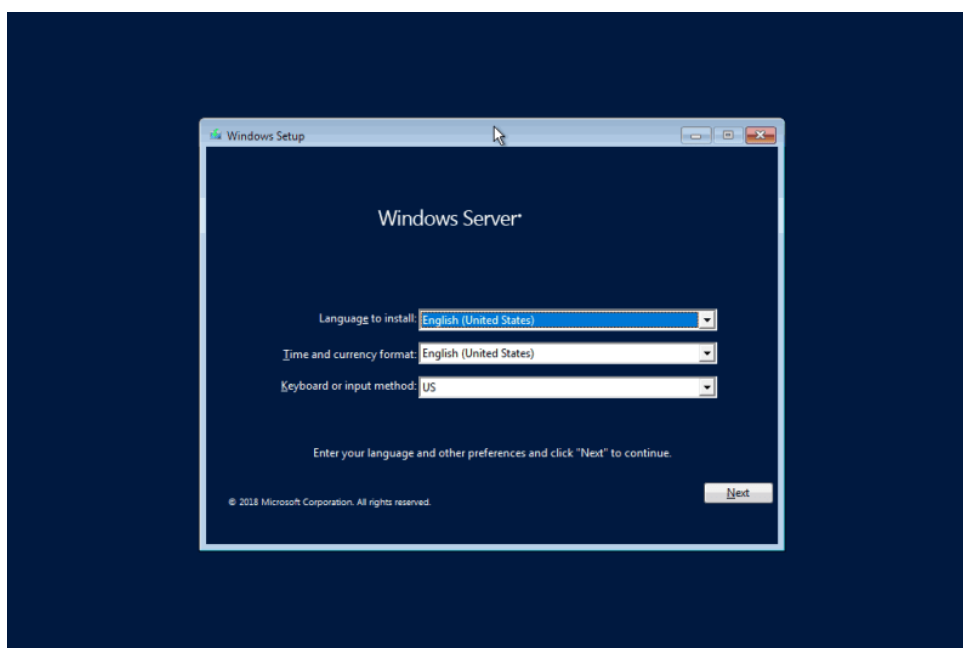 Windows Setup
Windows Server®
Language to install: English (United States)
Time and currency format: English (United States)
Keyboard or input method: US
Enter your language and other preferences and click "Next" to continue.
© 2018 Microsoft Corporation. All rights reserved.
Next